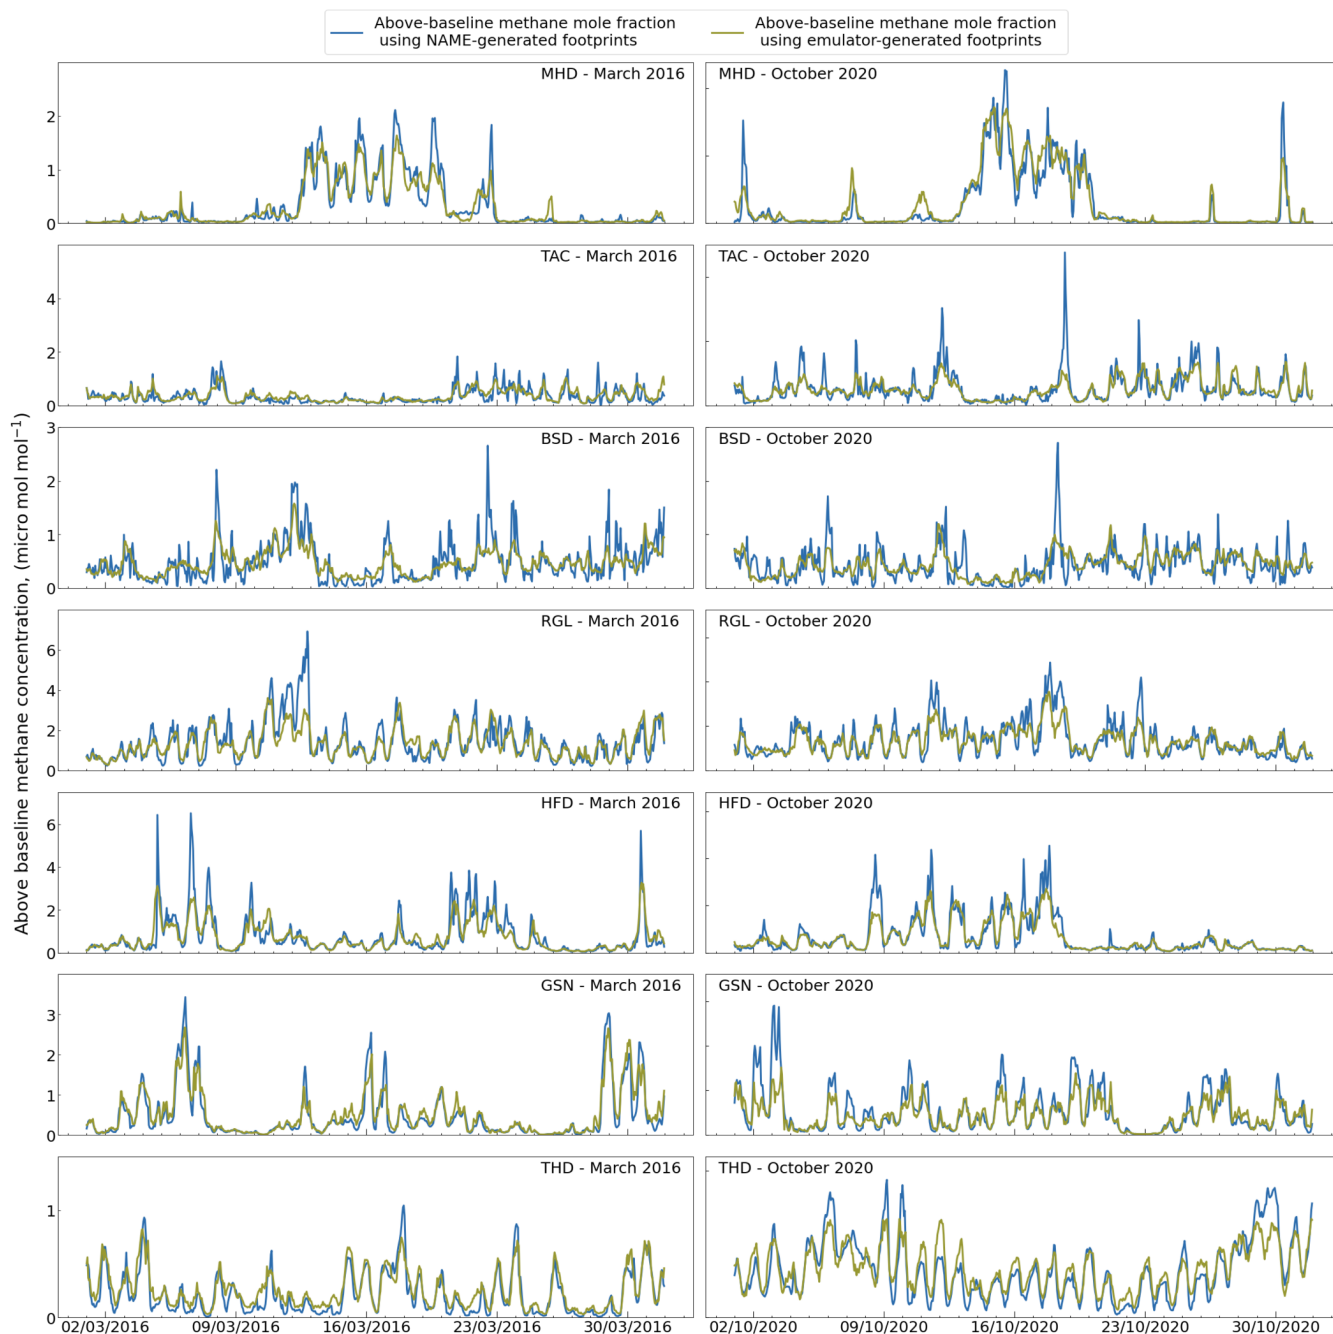 Above-baseline methane mole fraction
using NAME-generated footprints
Above-baseline methane mole fraction
using emulator-generated footprints
Above baseline methane concentration, (micro mol mol−1)
MHD - March 2016
2
1
0
MHD - October 2020
TAC - March 2016
4
2
0
TAC - October 2020
BSD - March 2016
3
2
1
0
BSD - October 2020
RGL - March 2016
6
4
2
0
RGL - October 2020
HFD - March 2016
6
4
2
0
HFD - October 2020
GSN - March 2016
3
2
1
0
GSN - October 2020
THD - March 2016
1
0
THD - October 2020
02/03/2016 09/03/2016 16/03/2016 23/03/2016 30/03/2016
02/10/2020 09/10/2020 16/10/2020 23/10/2020 30/10/2020